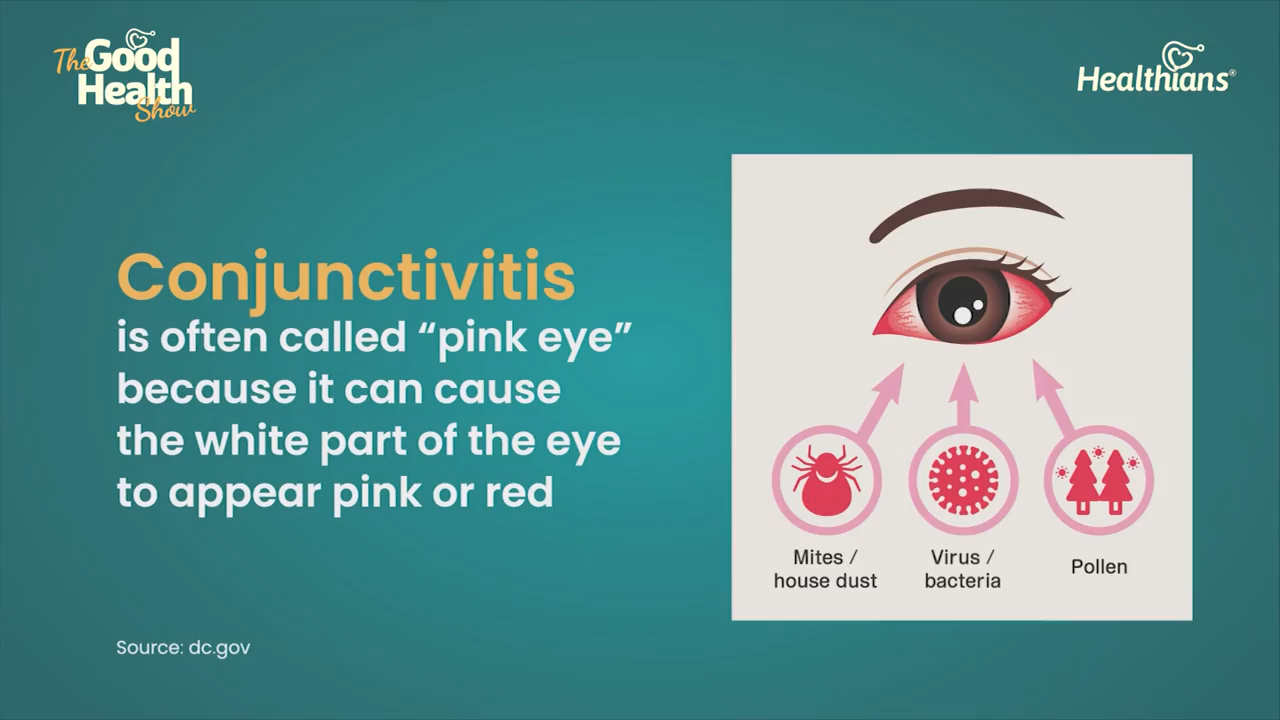 The Good
Health
Show
Healthians®
Conjunctivitis
is often called “pink eye”
because it can cause
the white part of the eye
to appear pink or red
Mites /
house dust
Virus /
bacteria
Pollen
Source: dc.gov